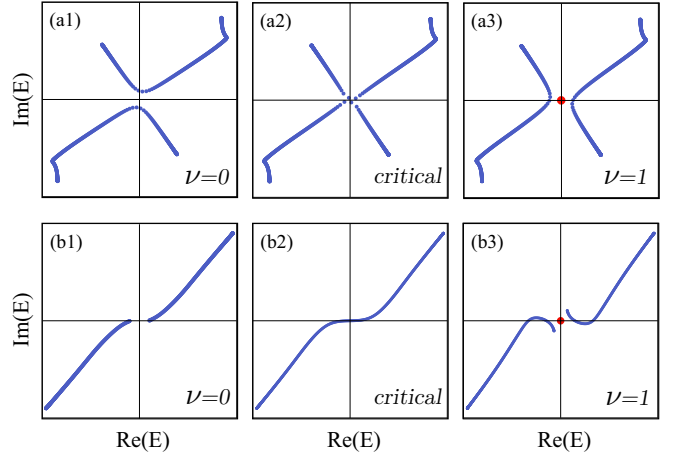 (a1) (a2) (a3)
Im(E)
ν=0 critical ν=1
(b1) (b2) (b3)
Im(E)
ν=0 critical ν=1
Re(E) Re(E) Re(E)